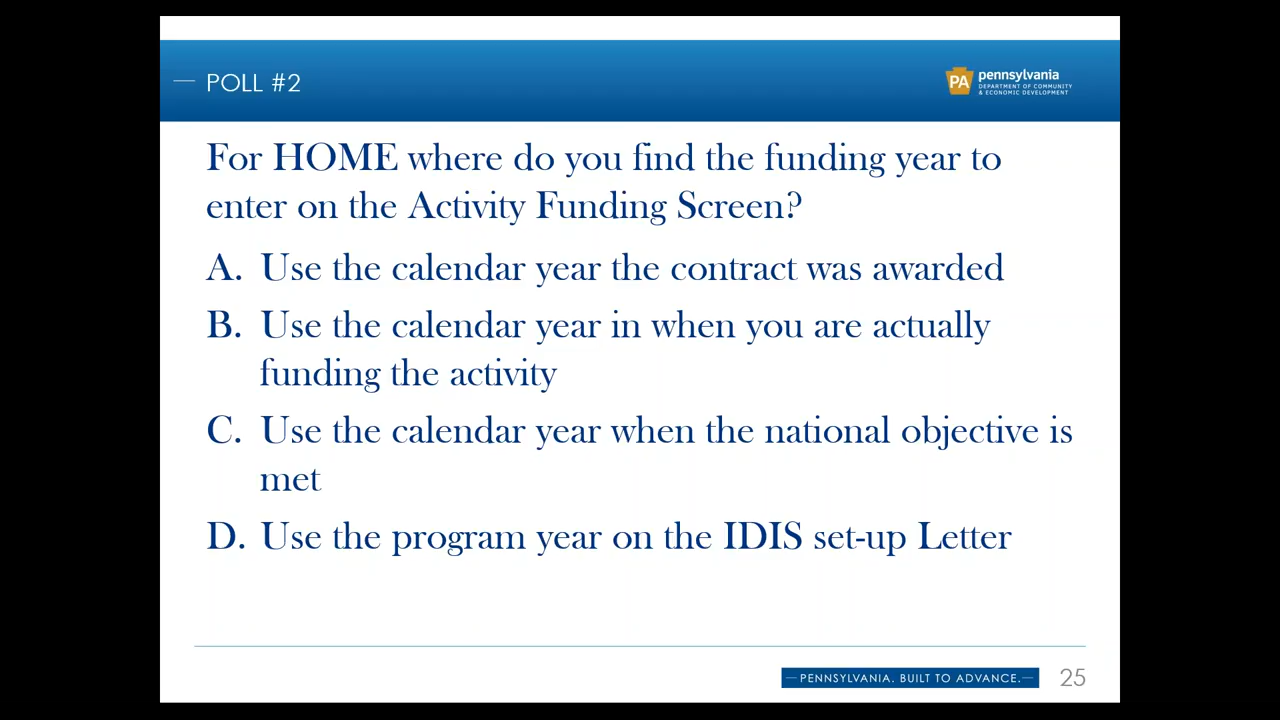 POLL #2
PA
pennsylvania
DEPARTMENT OF COMMUNITY
& ECONOMIC DEVELOPMENT
For HOME where do you find the funding year to
enter on the Activity Funding Screen?
A. Use the calendar year the contract was awarded
B. Use the calendar year in when you are actually
funding the activity
C. Use the calendar year when the national objective is
met
D. Use the program year on the IDIS set-up Letter
PENNSYLVANIA. BUILT TO ADVANCE.
25